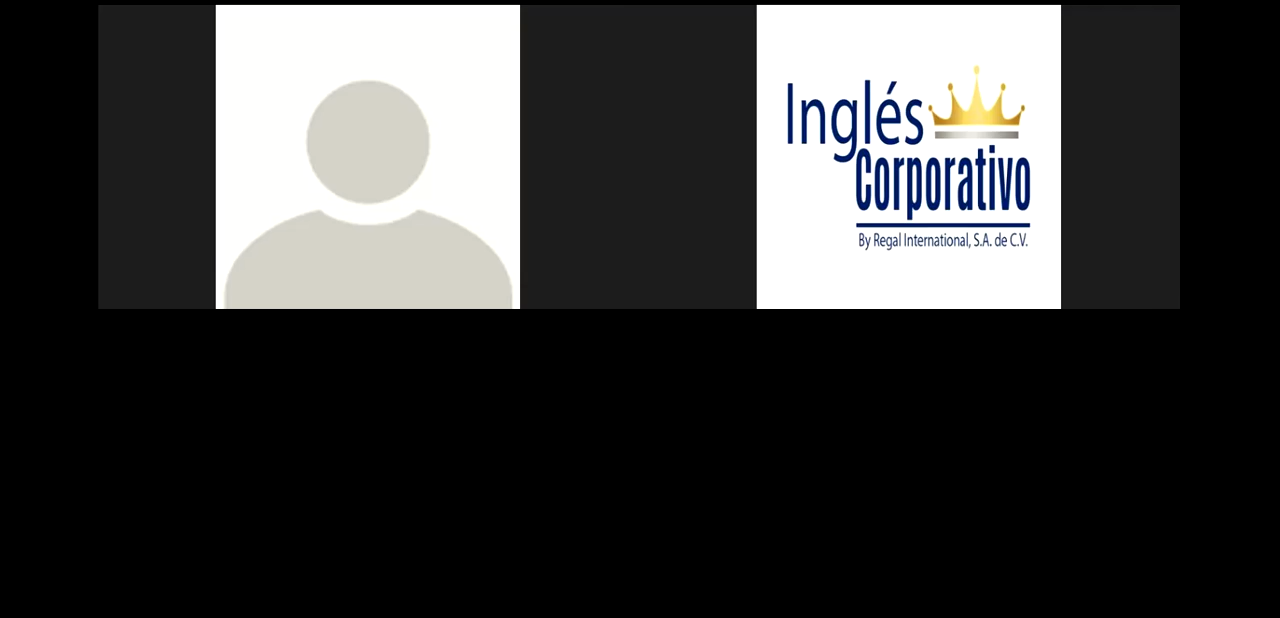 Inglés
Corporativo
By Regal International, S.A. de C.V.